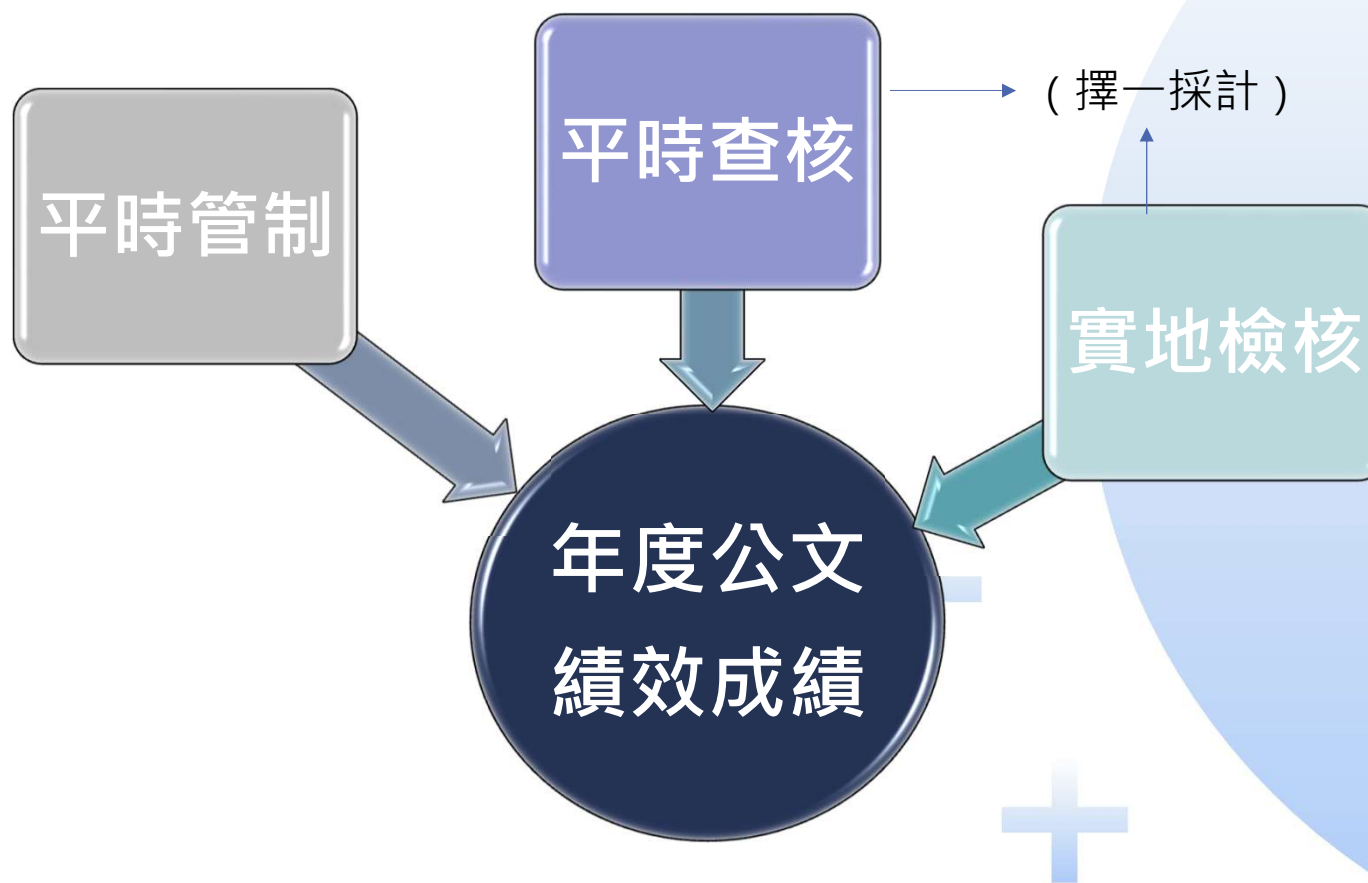 平時管制
平時查核
(擇一採計)
實地檢核
年度公文
績效成績